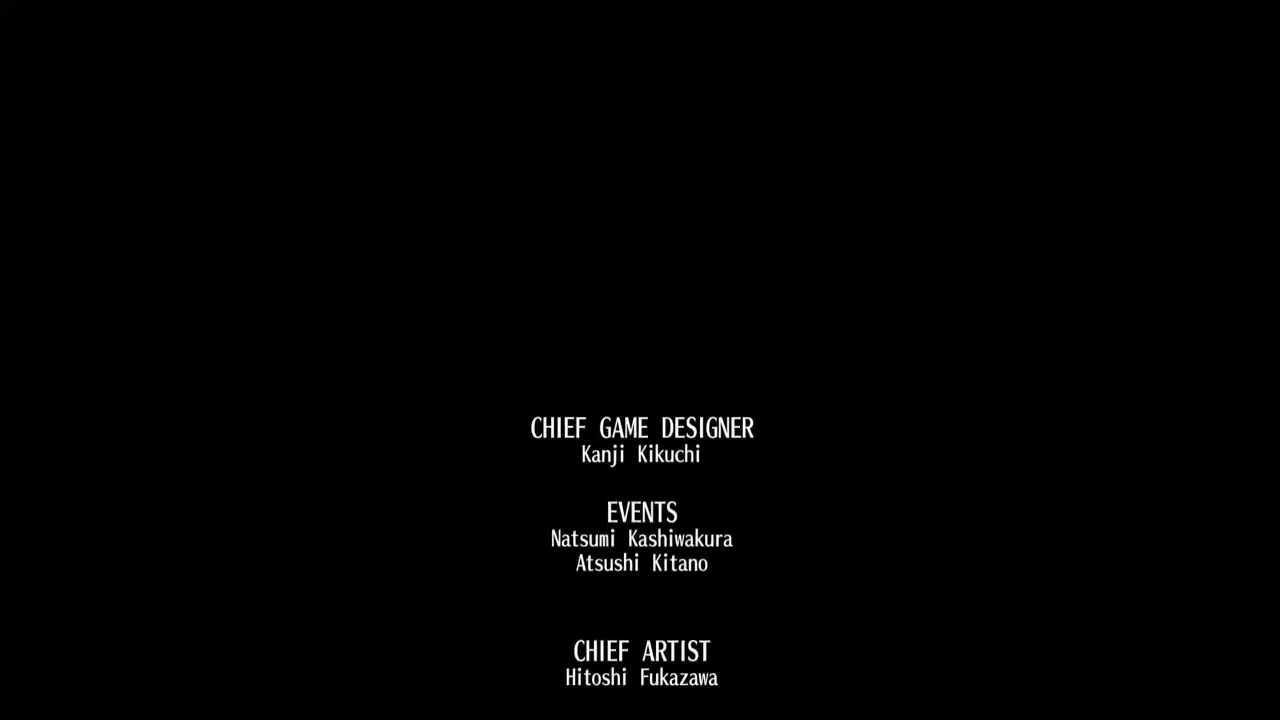 CHIEF GAME DESIGNER
Kanji Kikuchi
EVENTS
Natsumi Kashiwakura
Atsushi Kitano
CHIEF ARTIST
Hitoshi Fukazawa